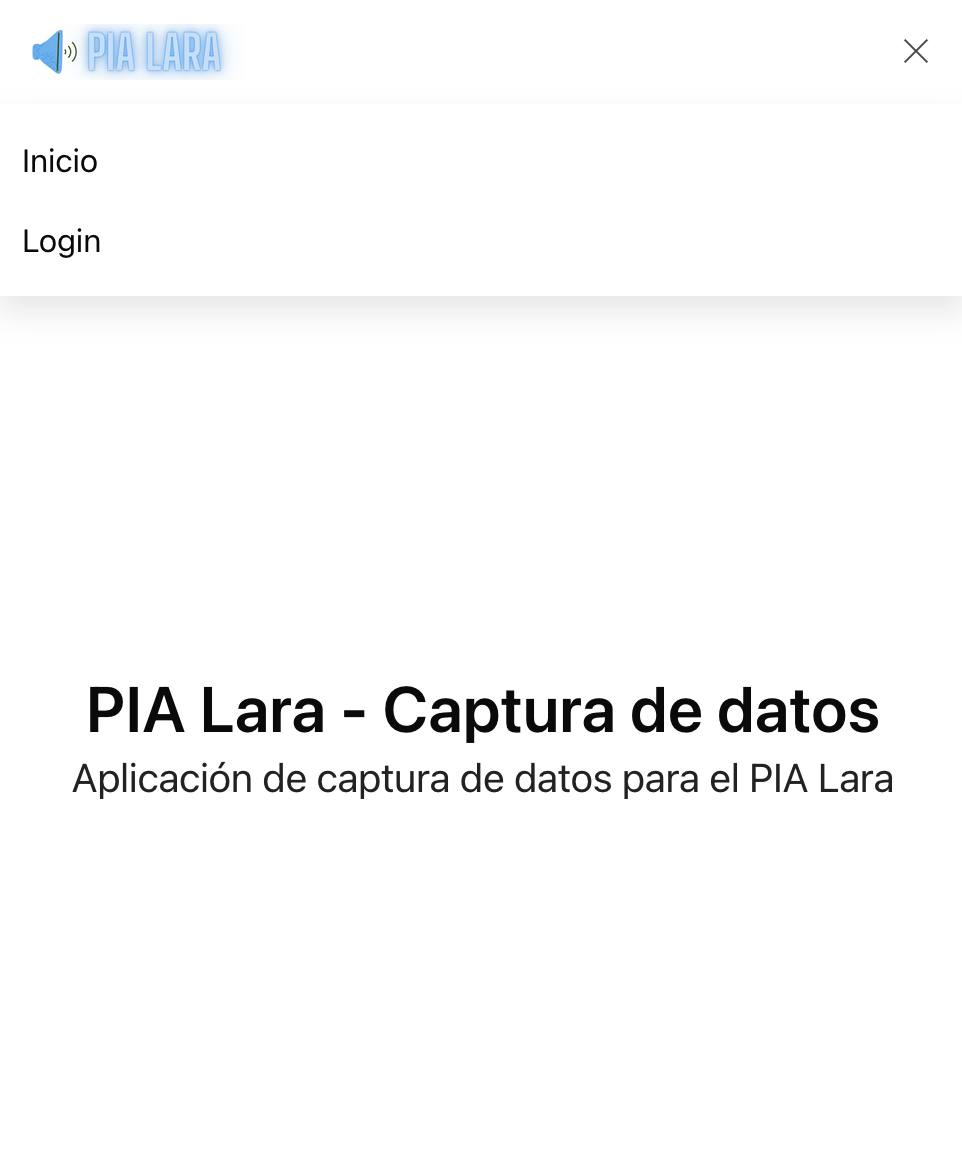 PIA LARA
Inicio
Login
PIA Lara - Captura de datos
Aplicación de captura de datos para el PIA Lara